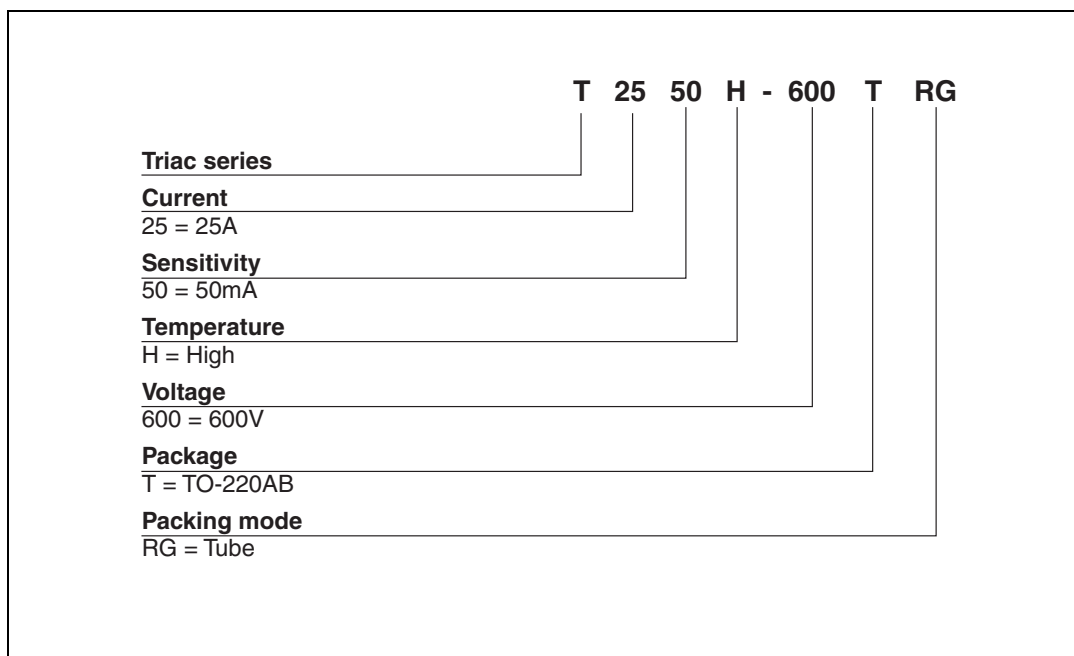 T 25 50 H - 600 T RG
Triac series
Current
25 = 25A
Sensitivity
50 = 50mA
Temperature
H = High
Voltage
600 = 600V
Package
T = TO-220AB
Packing mode
RG = Tube